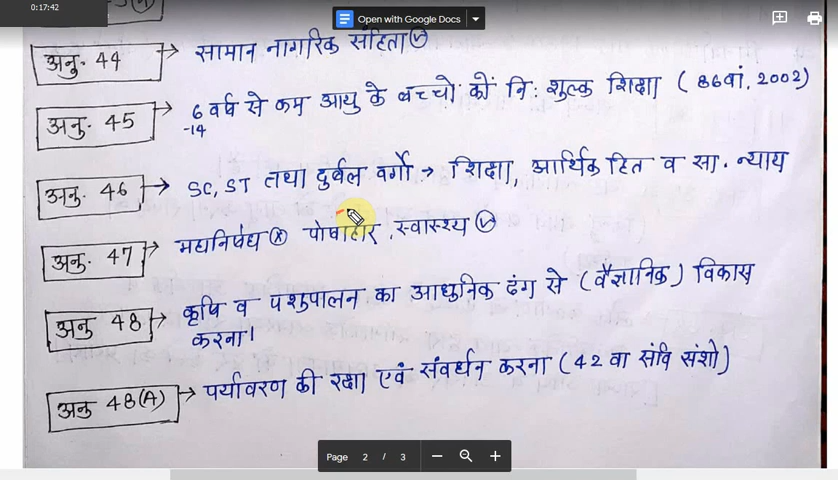 0:17:42
Open with Google Docs
अनु. 44 → सामान नागरिक संहिता
अनु. 45 → 6 वर्ष से कम आयु के बच्चो को नि: शुल्क शिक्षा ( 86वां, 2002)
-14
अनु. 46 → SC, ST तथा दुर्वल वर्गो → शिक्षा, आर्थिक हित व सा. न्याय
अनु. 47 → मद्यनिषेध पोषाहार, स्वास्थ्य
अनु 48 → कृषि व पशुपालन का आधुनिक ढंग से (वैज्ञानिक) विकास
करना।
अनु 48(A) → पर्यावरण की रक्षा एवं संवर्धन करना (42 वा संवि संशो)
Page 2 / 3